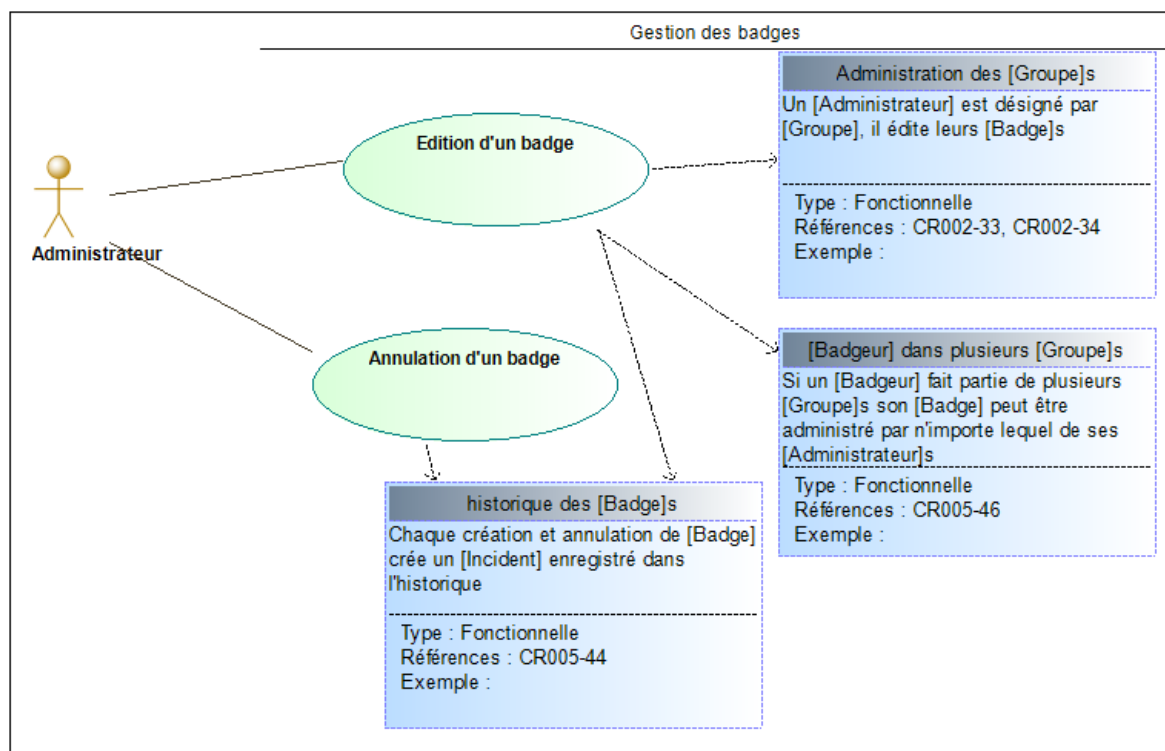 Gestion des badges
Administration des [Groupe]s
Un [Administrateur] est désigné par
[Groupe], il édite leurs [Badge]s
Type : Fonctionnelle
Références : CR002-33, CR002-34
Exemple :
Edition d'un badge
Administrateur
Annulation d'un badge
[Badgeur] dans plusieurs [Groupe]s
Si un [Badgeur] fait partie de plusieurs
[Groupe]s son [Badge] peut être
administré par n'importe lequel de ses
[Administrateur]s
Type : Fonctionnelle
Références : CR005-46
Exemple :
historique des [Badge]s
Chaque création et annulation de [Badge]
crée un [Incident] enregistré dans
l'historique
Type : Fonctionnelle
Références : CR005-44
Exemple :